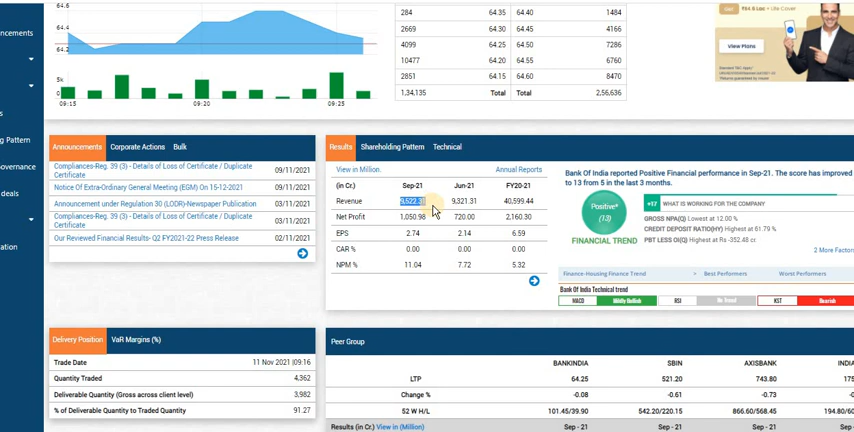 64.6
64.4
64.2
5k
09:15 09:20 09:25
284 64.35 64.40 1484
2669 64.30 64.45 4166
4099 64.25 64.50 7286
10477 64.20 64.55 6760
2851 64.15 64.60 8470
1,34,135 Total Total 2,56,636
View Plans
Announcements Corporate Actions Bulk
Compliances-Reg. 39 (3) - Details of Loss of Certificate / Duplicate
Certificate 09/11/2021
Notice Of Extra-Ordinary General Meeting (EGM) On 15-12-2021 09/11/2021
Announcement under Regulation 30 (LODR)-Newspaper Publication 03/11/2021
Compliances-Reg. 39 (3) - Details of Loss of Certificate / Duplicate
Certificate 03/11/2021
Our Reviewed Financial Results- Q2 FY2021-22 Press Release 02/11/2021
Results Shareholding Pattern Technical
View in Million. Annual Reports
(in Cr.) Sep-21 Jun-21 FY20-21
Revenue 9,522.3 9,321.31 40,599.44
Net Profit 1,050.98 720.00 2,160.30
EPS 2.74 2.14 6.59
CAR % 0.00 0.00 0.00
NPM % 11.04 7.72 5.32
Bank Of India reported Positive Financial performance in Sep-21. The score has improved
to 13 from 5 in the last 3 months.
Positive*
(13)
FINANCIAL TREND
+17 WHAT IS WORKING FOR THE COMPANY
GROSS NPA(Q) Lowest at 12.00 %
CREDIT DEPOSIT RATIO(HY) Highest at 61.79 %
PBT LESS OI(Q) Highest at Rs -352.48 cr.
2 More Factors
Finance-Housing Finance Trend > Best Performers Worst Performers
Bank Of India Technical trend
MACD Mildly Bullish RSI No Trend KST Bearish
Delivery Position VaR Margins (%)
Trade Date 11 Nov 2021 |09:16
Quantity Traded 4,362
Deliverable Quantity (Gross across client level) 3,982
% of Deliverable Quantity to Traded Quantity 91.27
Peer Group
BANKINDIA SBIN AXISBANK INDIA
LTP 64.25 521.20 743.80 175
Change % -0.08 -0.61 -0.73 -0
52 W H/L 101.45/39.90 542.20/220.15 866.60/568.45 194.80/60
Results (in Cr.) View in (Million) Sep - 21 Sep - 21 Sep - 21 Sep
ncements
g Pattern
overnance
deals
ation